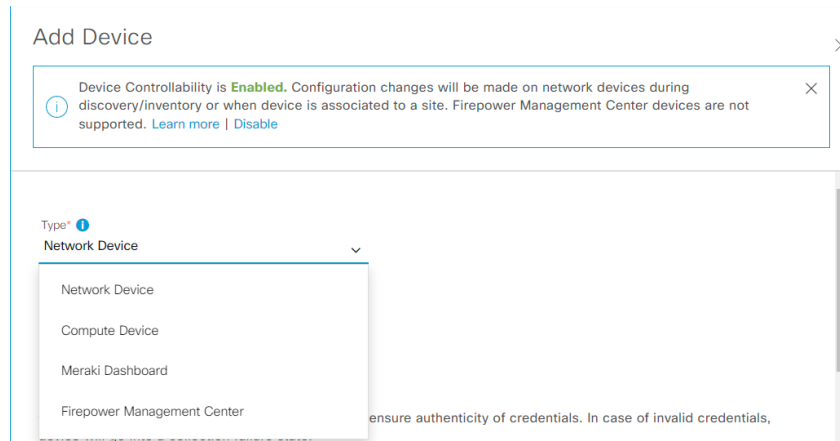 Add Device
Device Controllability is Enabled. Configuration changes will be made on network devices during
discovery/inventory or when device is associated to a site. Firepower Management Center devices are not
supported. Learn more | Disable
Type*
Network Device
Network Device
Compute Device
Meraki Dashboard
Firepower Management Center
ensure authenticity of credentials. In case of invalid credentials,